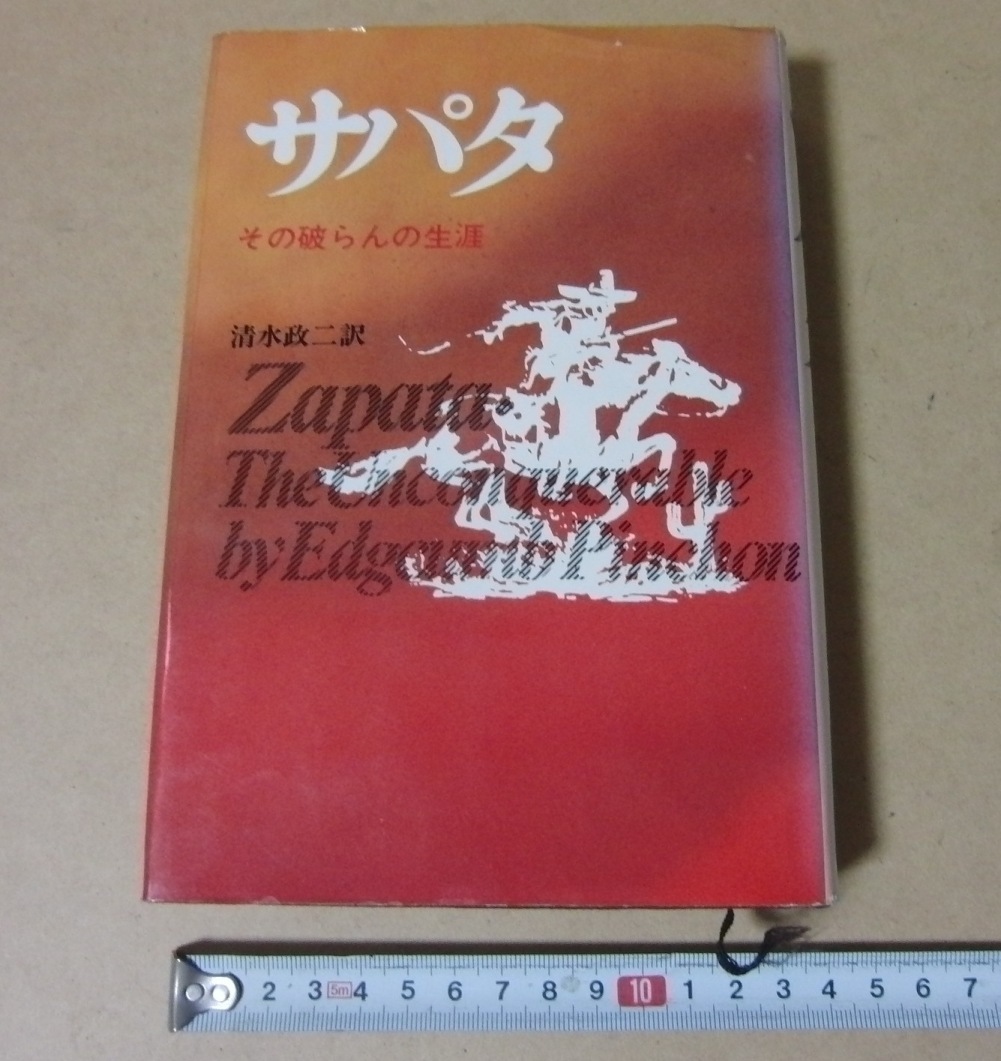 サパタ
その破らんの生涯
清水政二訳
Zapata・
The Unconquerable
by Edgcumb Pinchon
2 3 5m 4 5 6 7 8 9 10 1 2 3 4 5 6 7